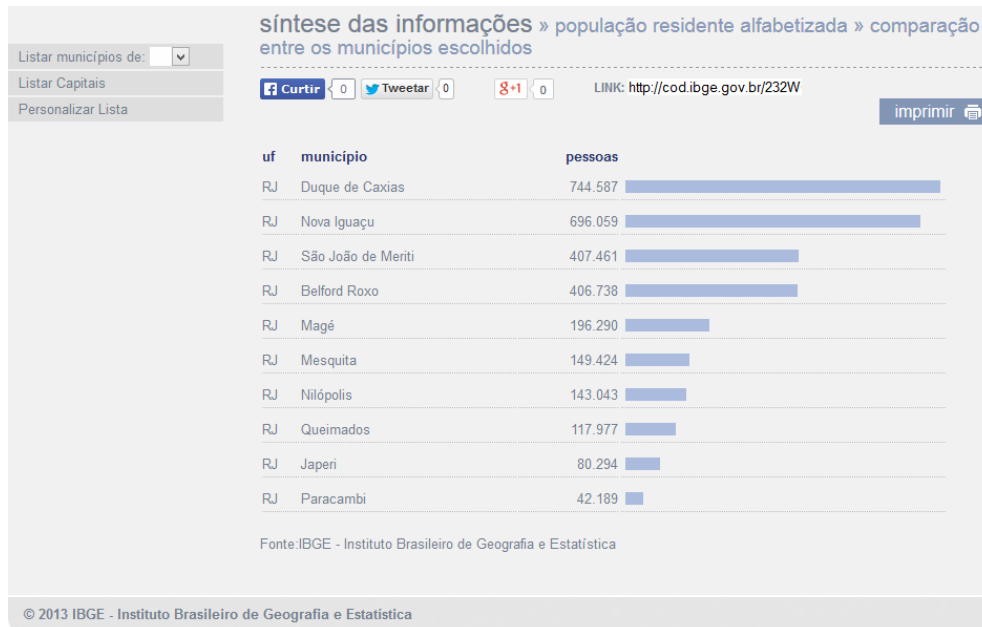 síntese das informações » população residente alfabetizada » comparação
entre os municípios escolhidos
Listar municípios de:
Listar Capitais
Personalizar Lista
Curtir 0 Tweetar 0 g+1 0 LINK: http://cod.ibge.gov.br/232W
imprimir
uf município pessoas
RJ Duque de Caxias 744.587
RJ Nova Iguaçu 696.059
RJ São João de Meriti 407.461
RJ Belford Roxo 406.738
RJ Magé 196.290
RJ Mesquita 149.424
RJ Nilópolis 143.043
RJ Queimados 117.977
RJ Japeri 80.294
RJ Paracambi 42.189
Fonte:IBGE - Instituto Brasileiro de Geografia e Estatística
© 2013 IBGE - Instituto Brasileiro de Geografia e Estatística